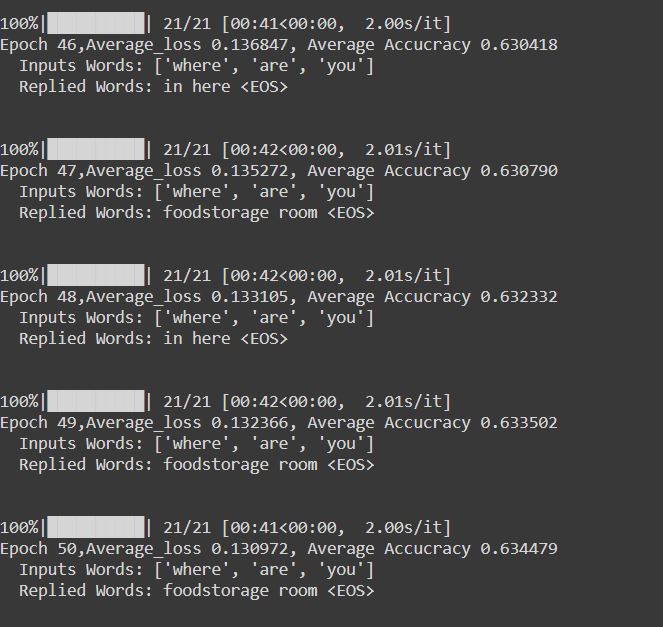 100%|██████████| 21/21 [00:41<00:00,  2.00s/it]
Epoch 46,Average_loss 0.136847, Average Accucracy 0.630418
  Inputs Words: ['where', 'are', 'you']
  Replied Words: in here <EOS>
100%|██████████| 21/21 [00:42<00:00,  2.01s/it]
Epoch 47,Average_loss 0.135272, Average Accucracy 0.630790
  Inputs Words: ['where', 'are', 'you']
  Replied Words: foodstorage room <EOS>
100%|██████████| 21/21 [00:42<00:00,  2.01s/it]
Epoch 48,Average_loss 0.133105, Average Accucracy 0.632332
  Inputs Words: ['where', 'are', 'you']
  Replied Words: in here <EOS>
100%|██████████| 21/21 [00:42<00:00,  2.01s/it]
Epoch 49,Average_loss 0.132366, Average Accucracy 0.633502
  Inputs Words: ['where', 'are', 'you']
  Replied Words: foodstorage room <EOS>
100%|██████████| 21/21 [00:41<00:00,  2.00s/it]
Epoch 50,Average_loss 0.130972, Average Accucracy 0.634479
  Inputs Words: ['where', 'are', 'you']
  Replied Words: foodstorage room <EOS>